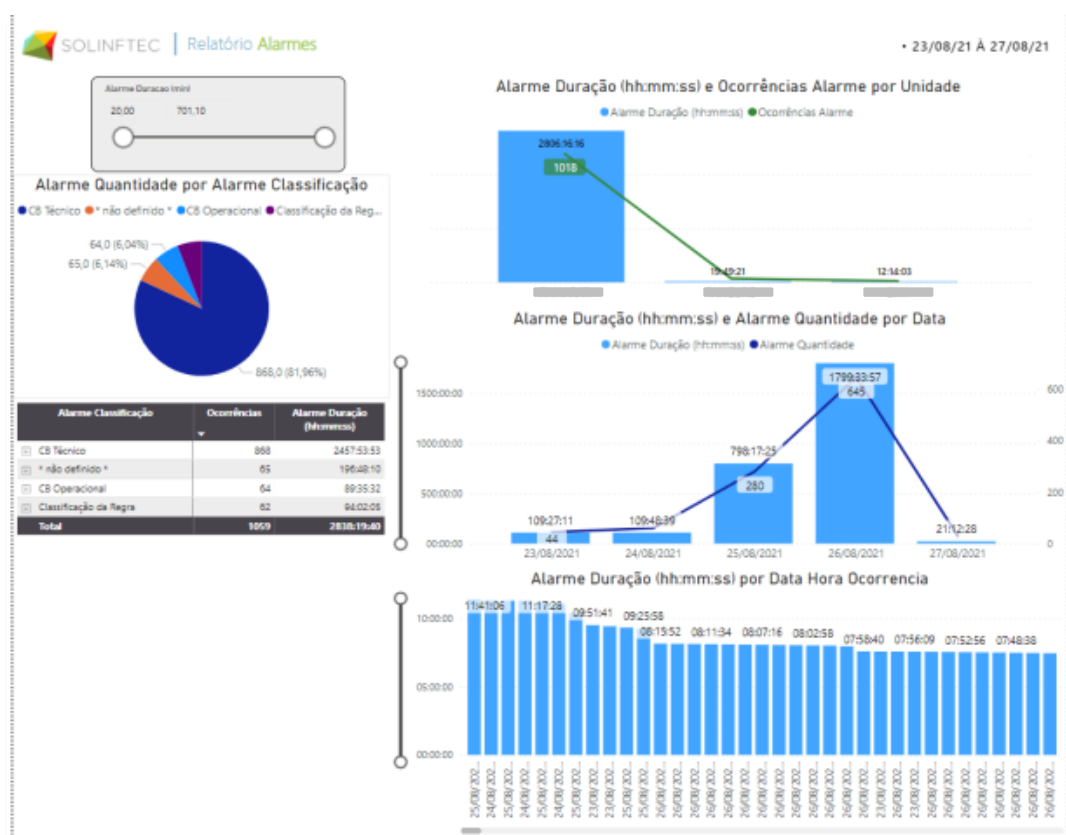 SOLINFTEC | Relatório Alarmes
• 23/08/21 À 27/08/21
Alarme Duracao (min)
20,00 701,10
Alarme Quantidade por Alarme Classificação
CB Técnico * não definido * CB Operacional Classificação da Reg...
64,0 (6,04%)
65,0 (6,14%)
868,0 (81,96%)
Alarme Classificação Ocorrências Alarme Duração (hh:mm:ss)
CB Técnico 868 2457:53:53
* não definido * 65 196:48:10
CB Operacional 64 89:35:32
Classificação da Regra 62 94:02:05
Total 1059 2838:19:40
Alarme Duração (hh:mm:ss) e Ocorrências Alarme por Unidade
Alarme Duração (hh:mm:ss) Ocorrências Alarme
2806:16:16
1018
19:49:21
12:14:03
Alarme Duração (hh:mm:ss) e Alarme Quantidade por Data
Alarme Duração (hh:mm:ss) Alarme Quantidade
1500:00:00
1000:00:00
500:00:00
00:00:00
600
400
200
0
109:27:11
44
109:48:39
798:17:25
280
1799:33:57
645
21:12:28
23/08/2021 24/08/2021 25/08/2021 26/08/2021 27/08/2021
Alarme Duração (hh:mm:ss) por Data Hora Ocorrencia
10:00:00
05:00:00
00:00:00
11:41:06 11:17:28 09:51:41 09:25:58 08:15:52 08:11:34 08:07:16 08:02:58 07:58:40 07:56:09 07:52:56 07:48:38